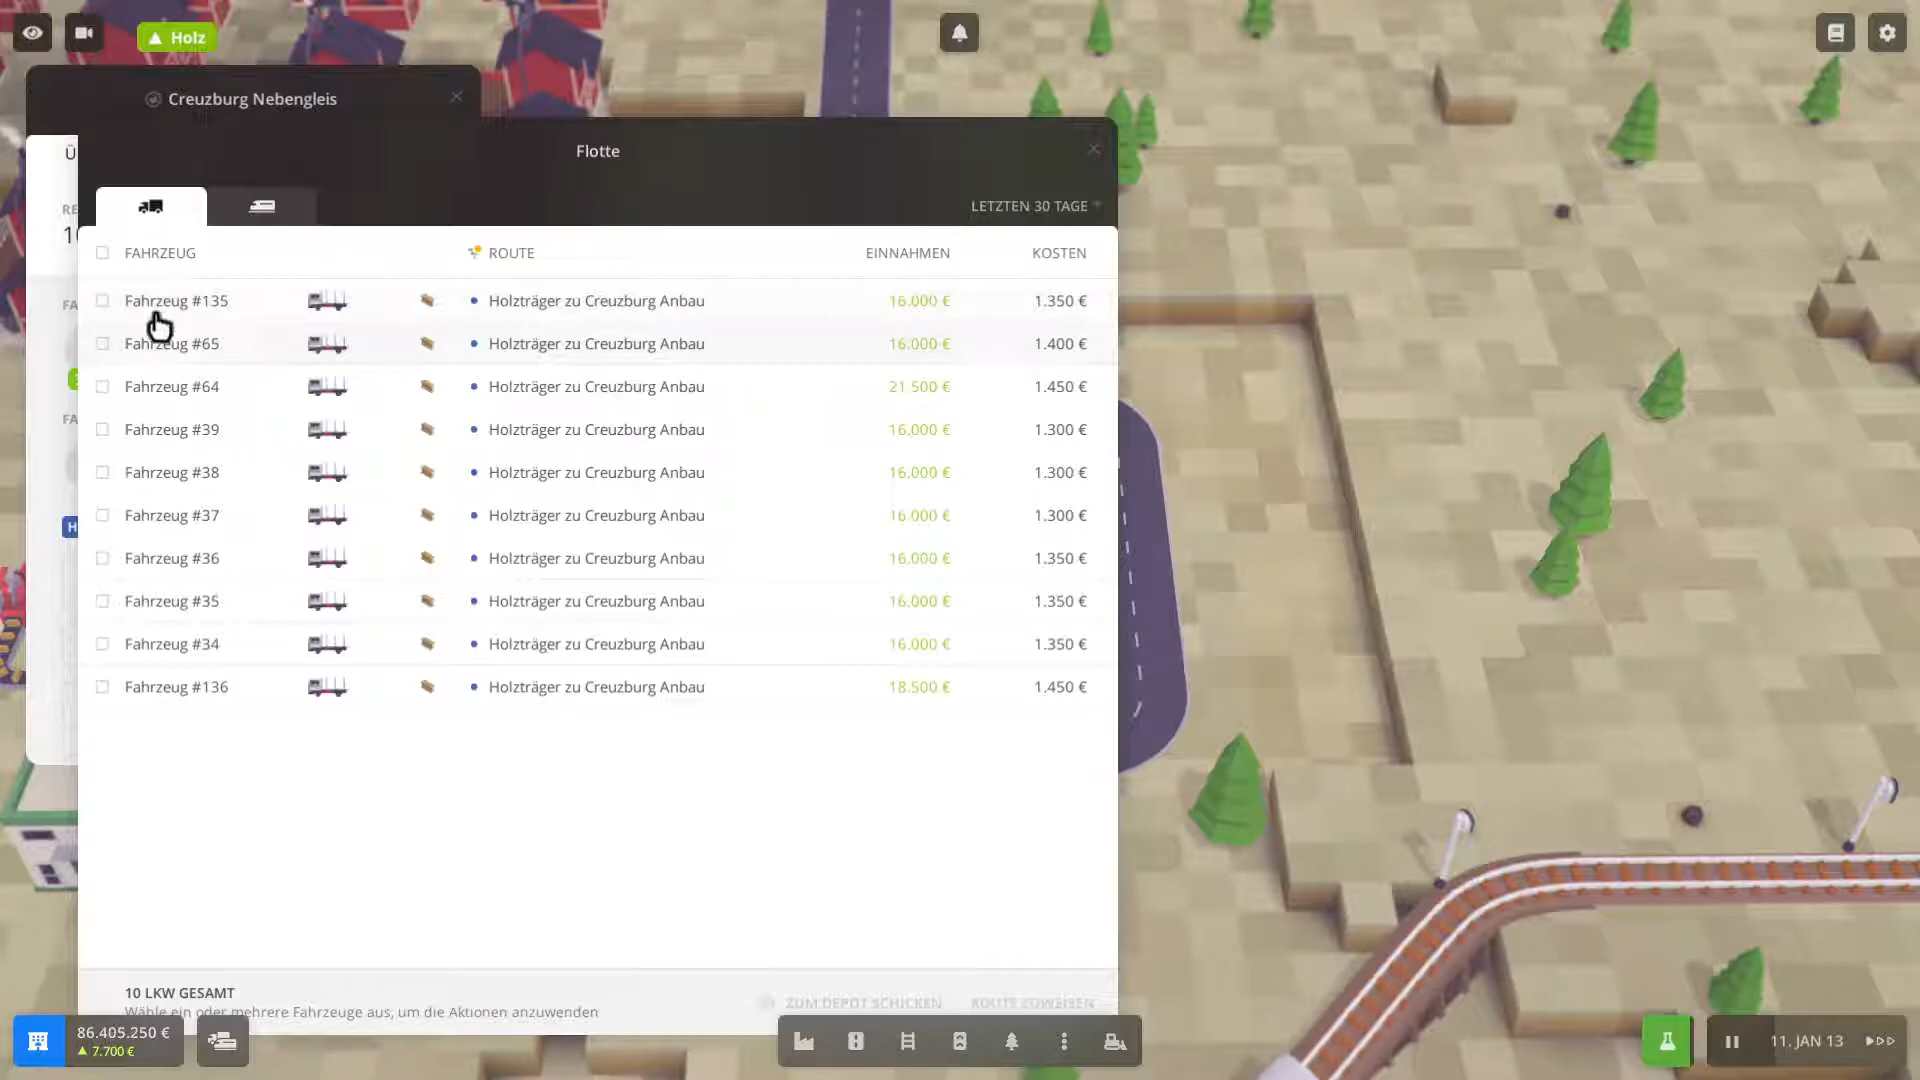 Holz
Creuzburg Nebengleis
Flotte
LETZTEN 30 TAGE
FAHRZEUG ROUTE EINNAHMEN KOSTEN
Fahrzeug #135 Holzträger zu Creuzburg Anbau 16.000 € 1.350 €
Fahrzeug #65 Holzträger zu Creuzburg Anbau 16.000 € 1.400 €
Fahrzeug #64 Holzträger zu Creuzburg Anbau 21.500 € 1.450 €
Fahrzeug #39 Holzträger zu Creuzburg Anbau 16.000 € 1.300 €
Fahrzeug #38 Holzträger zu Creuzburg Anbau 16.000 € 1.300 €
Fahrzeug #37 Holzträger zu Creuzburg Anbau 16.000 € 1.300 €
Fahrzeug #36 Holzträger zu Creuzburg Anbau 16.000 € 1.350 €
Fahrzeug #35 Holzträger zu Creuzburg Anbau 16.000 € 1.350 €
Fahrzeug #34 Holzträger zu Creuzburg Anbau 16.000 € 1.350 €
Fahrzeug #136 Holzträger zu Creuzburg Anbau 18.500 € 1.450 €
10 LKW GESAMT
Wähle ein oder mehrere Fahrzeuge aus, um die Aktionen anzuwenden
ZUM DEPOT SCHICKEN ROUTE ZUWEISEN
86.405.250 €
7.700 €
11. JAN 13